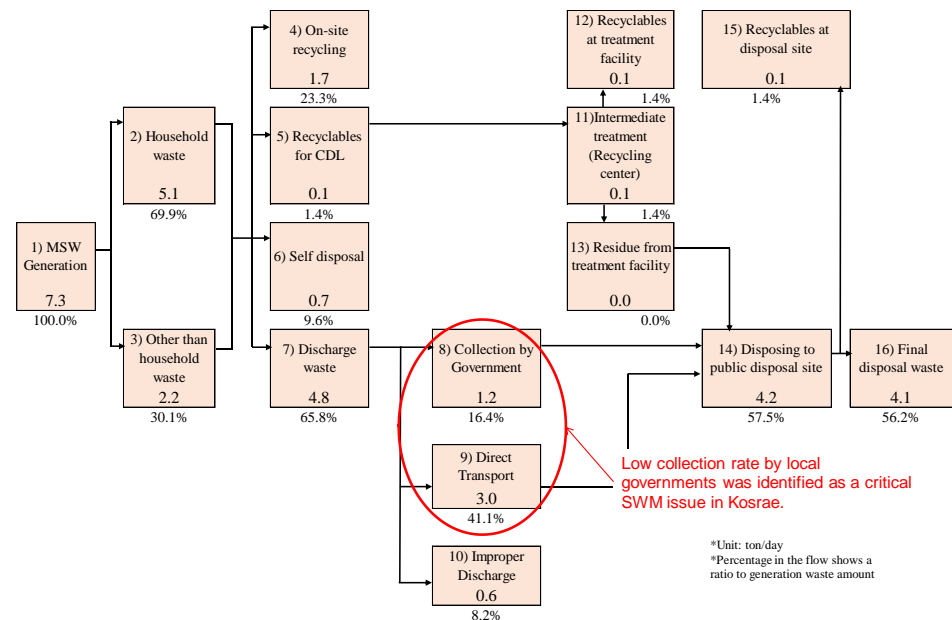 1) MSW
Generation
7.3
100.0%
2) Household
waste
5.1
69.9%
3) Other than
household
waste
2.2
30.1%
4) On-site
recycling
1.7
23.3%
5) Recyclables
for CDL
0.1
1.4%
6) Self disposal
0.7
9.6%
7) Discharge
waste
4.8
65.8%
8) Collection by
Government
1.2
16.4%
9) Direct
Transport
3.0
41.1%
10) Improper
Discharge
0.6
8.2%
12) Recyclables
at treatment
facility
0.1
1.4%
11)Intermediate
treatment
(Recycling
center)
0.1
1.4%
13) Residue from
treatment facility
0.0
0.0%
15) Recyclables at
disposal site
0.1
1.4%
14) Disposing to
public disposal site
4.2
57.5%
16) Final
disposal waste
4.1
56.2%
Low collection rate by local
governments was identified as a critical
SWM issue in Kosrae.
*Unit: ton/day
*Percentage in the flow shows a
ratio to generation waste amount